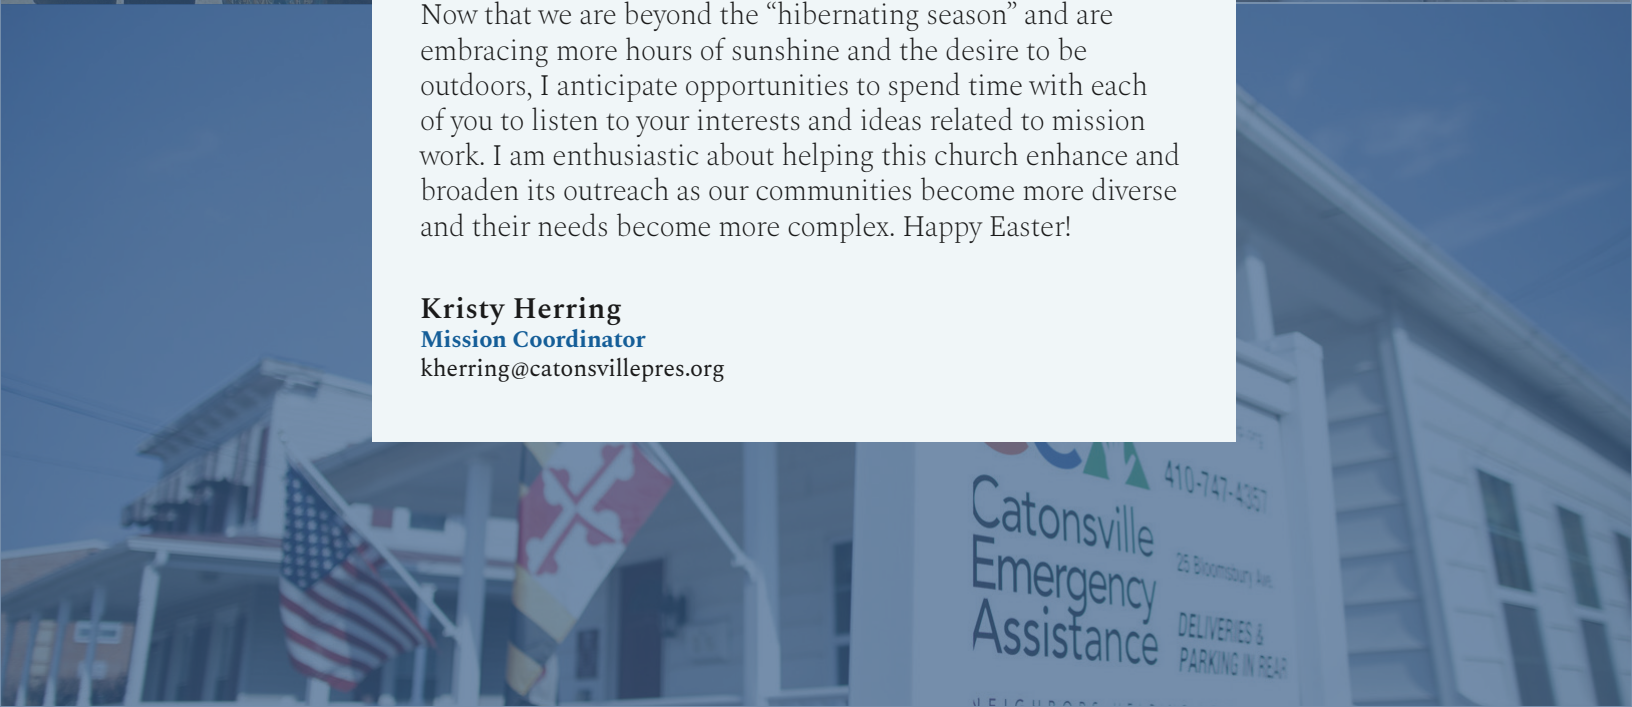 Now that we are beyond the “hibernating season” and are
embracing more hours of sunshine and the desire to be
outdoors, I anticipate opportunities to spend time with each
of you to listen to your interests and ideas related to mission
work. I am enthusiastic about helping this church enhance and
broaden its outreach as our communities become more diverse
and their needs become more complex. Happy Easter!
Kristy Herring
Mission Coordinator
kherring@catonsvillepres.org
410-747-4357
Catonsville
Emergency
Assistance
25 Bloomsbury Ave.
DELIVERIES &
PARKING IN REAR